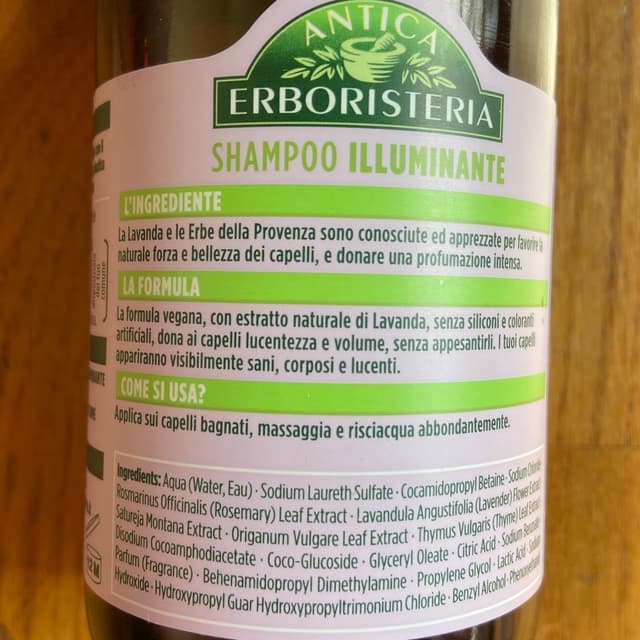 ANTICA
ERBORISTERIA
SHAMPOO ILLUMINANTE
L'INGREDIENTE
La Lavanda e le Erbe della Provenza sono conosciute ed apprezzate per favorire la
naturale forza e bellezza dei capelli, e donare una profumazione intensa.
LA FORMULA
La formula vegana, con estratto naturale di Lavanda, senza siliconi e coloranti
artificiali, dona ai capelli lucentezza e volume, senza appesantirli. I tuoi capelli
appariranno visibilmente sani, corposi e lucenti.
COME SI USA?
Applica sui capelli bagnati, massaggia e risciacqua abbondantemente.
Ingredients: Aqua (Water, Eau) · Sodium Laureth Sulfate · Cocamidopropyl Betaine · Sodium Chloride
Rosmarinus Officinalis (Rosemary) Leaf Extract · Lavandula Angustifolia (Lavender) Flower Extract
Satureja Montana Extract · Origanum Vulgare Leaf Extract · Thymus Vulgaris (Thyme) Leaf Extract
Disodium Cocoamphodiacetate · Coco-Glucoside · Glyceryl Oleate · Citric Acid · Sodium Benzoate
Parfum (Fragrance) · Behenamidopropyl Dimethylamine · Propylene Glycol · Lactic Acid · Sodium
Hydroxide · Hydroxypropyl Guar Hydroxypropyltrimonium Chloride · Benzyl Alcohol · Phenoxyethanol
12 M